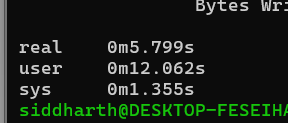 Bytes Wri
real 0m5.799s
user 0m12.062s
sys 0m1.355s
siddharth@DESKTOP-FESEIHA